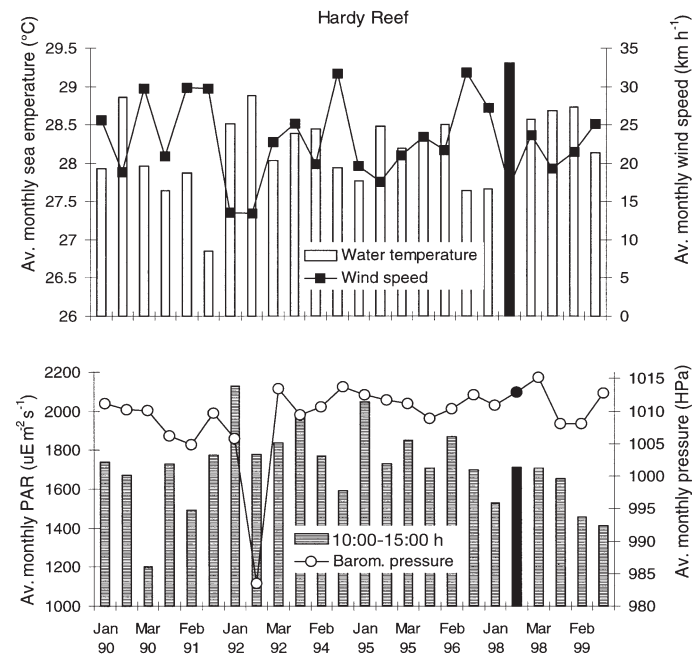 Hardy Reef
Av. monthly sea emperature (°C)
29.5
29
28.5
28
27.5
27
26.5
26
Av. monthly wind speed (km h⁻¹)
35
30
25
20
15
10
5
0
Water temperature
Wind speed
Av. monthly PAR (uE m⁻² s⁻¹)
2200
2000
1800
1600
1400
1200
1000
Av. monthly pressure (HPa)
1015
1010
1005
1000
995
990
985
980
10:00-15:00 h
Barom. pressure
Jan Mar Feb Jan Mar Feb Jan Mar Feb Jan Mar Feb
90 90 91 92 92 94 95 95 96 98 98 99